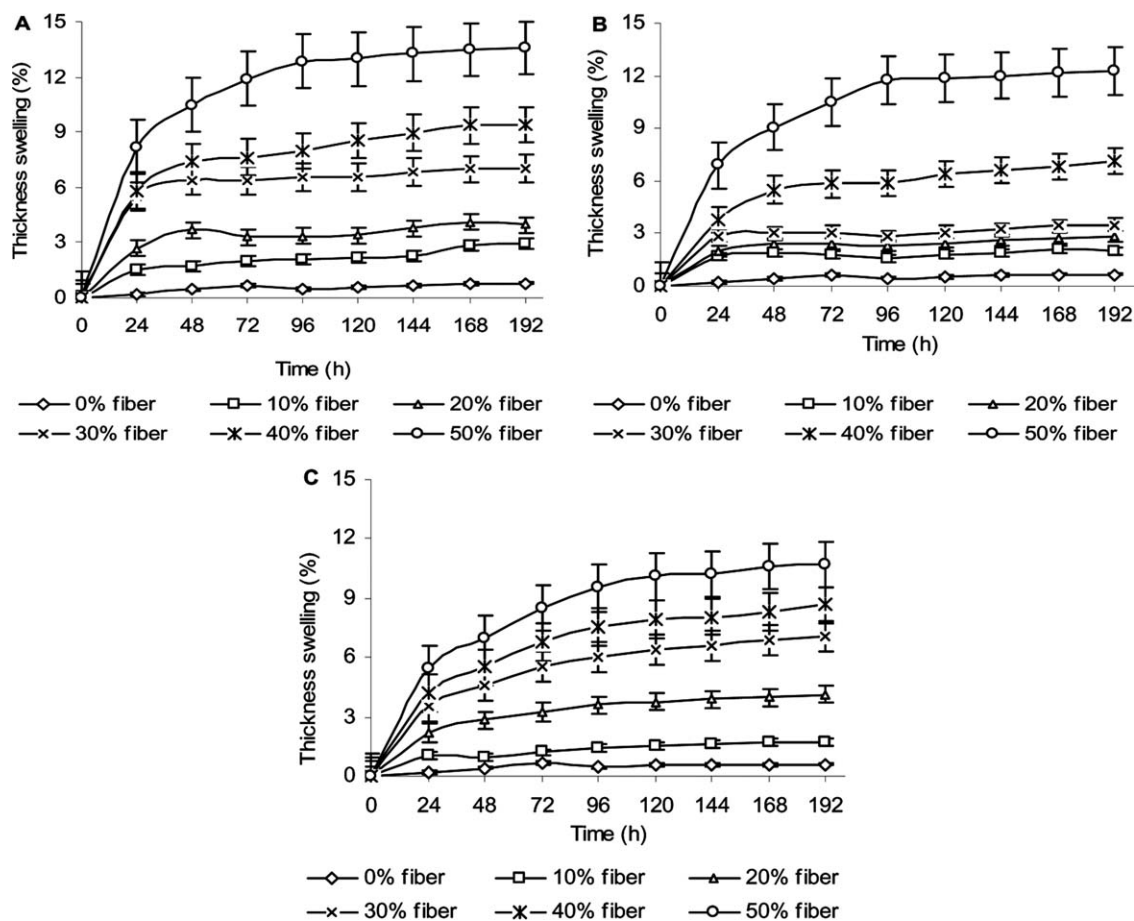 A
Thickness swelling (%)
15
12
9
6
3
0
0 24 48 72 96 120 144 168 192
Time (h)
0% fiber 10% fiber 20% fiber
30% fiber 40% fiber 50% fiber
B
Thickness swelling (%)
15
12
9
6
3
0
0 24 48 72 96 120 144 168 192
Time (h)
0% fiber 10% fiber 20% fiber
30% fiber 40% fiber 50% fiber
C
Thickness swelling (%)
15
12
9
6
3
0
0 24 48 72 96 120 144 168 192
Time (h)
0% fiber 10% fiber 20% fiber
30% fiber 40% fiber 50% fiber